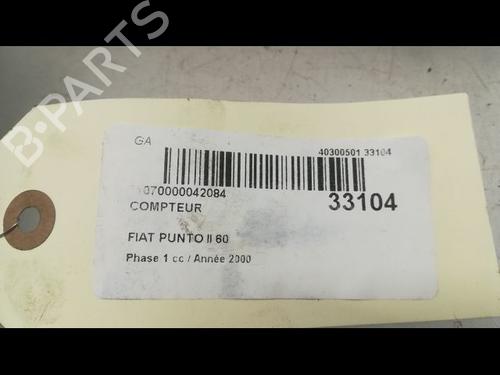 B-PARTS
GA
40300501 33104
070000042084
COMPTEUR
33104
FIAT PUNTO II 60
Phase 1 cc / Année 2000